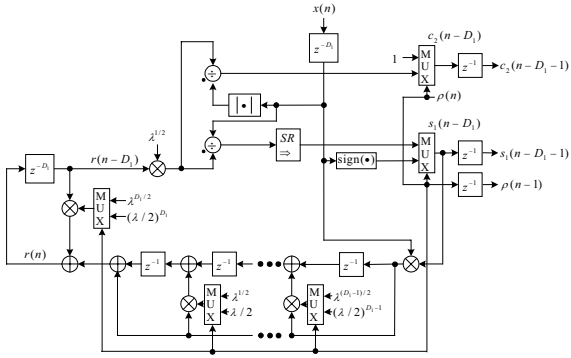 x(n)
z^{-D_1}
1
M U X
c_2(n-D_1)
z^{-1}
c_2(n-D_1-1)
÷
ρ(n)
|•|
λ^{1/2}
÷
SR ⇒
s_1(n-D_1)
M U X
z^{-1}
s_1(n-D_1-1)
sign(•)
z^{-D_1}
r(n-D_1)
z^{-1}
ρ(n-1)
M U X
λ^{D_1/2}
(λ/2)^{D_1}
r(n)
z^{-1}
z^{-1}
z^{-1}
M U X
λ^{1/2}
λ/2
M U X
λ^{(D_1-1)/2}
(λ/2)^{D_1-1}